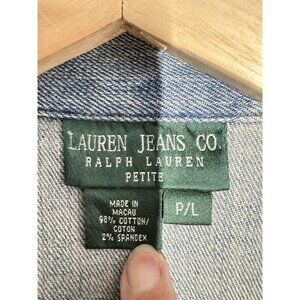 LAUREN JEANS CO.
RALPH LAUREN
PETITE
P/L
MADE IN
MACAU
98% COTTON/
COTON
2% SPANDEX